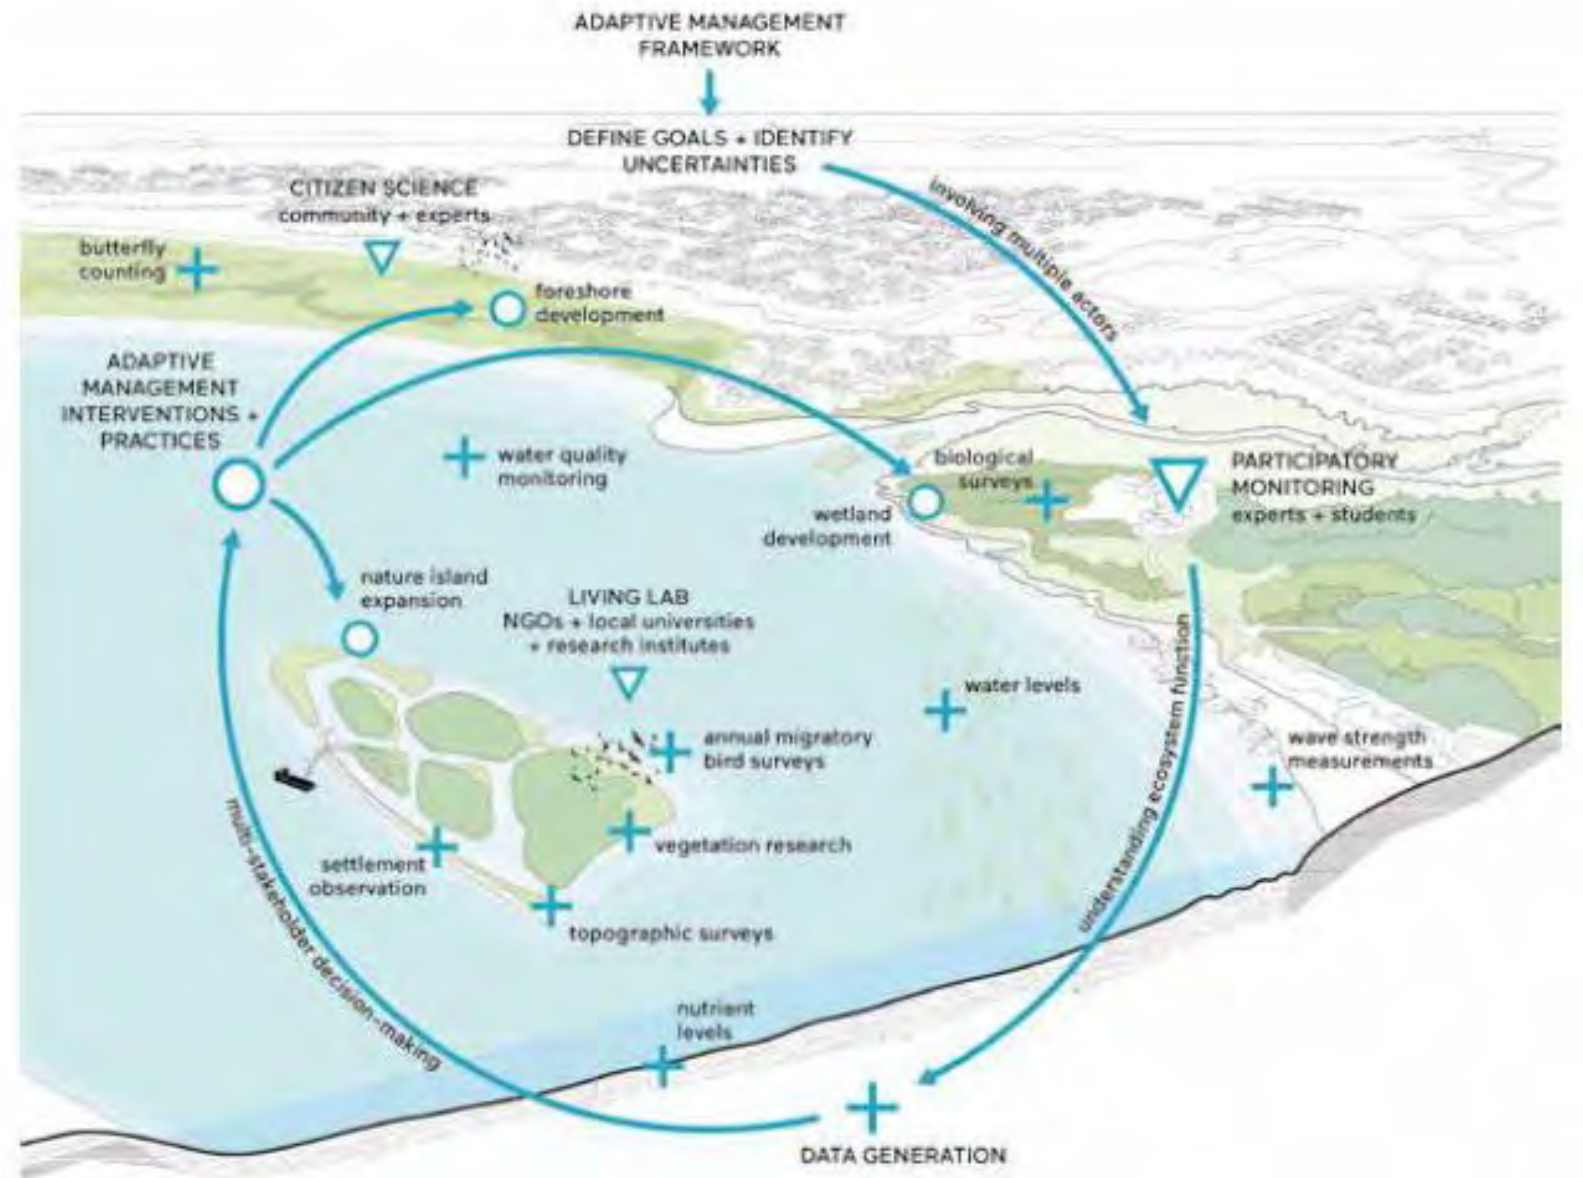 ADAPTIVE MANAGEMENT
FRAMEWORK
DEFINE GOALS + IDENTIFY
UNCERTAINTIES
involving multiple actors
CITIZEN SCIENCE
community + experts
butterfly
counting
foreshore
development
ADAPTIVE
MANAGEMENT
INTERVENTIONS +
PRACTICES
water quality
monitoring
biological
surveys
PARTICIPATORY
MONITORING
experts + students
wetland
development
nature island
expansion
LIVING LAB
NGOs + local universities
+ research institutes
water levels
annual migratory
bird surveys
wave strength
measurements
understanding ecosystem function
vegetation research
settlement
observation
topographic surveys
multi-stakeholder decision-making
nutrient
levels
DATA GENERATION